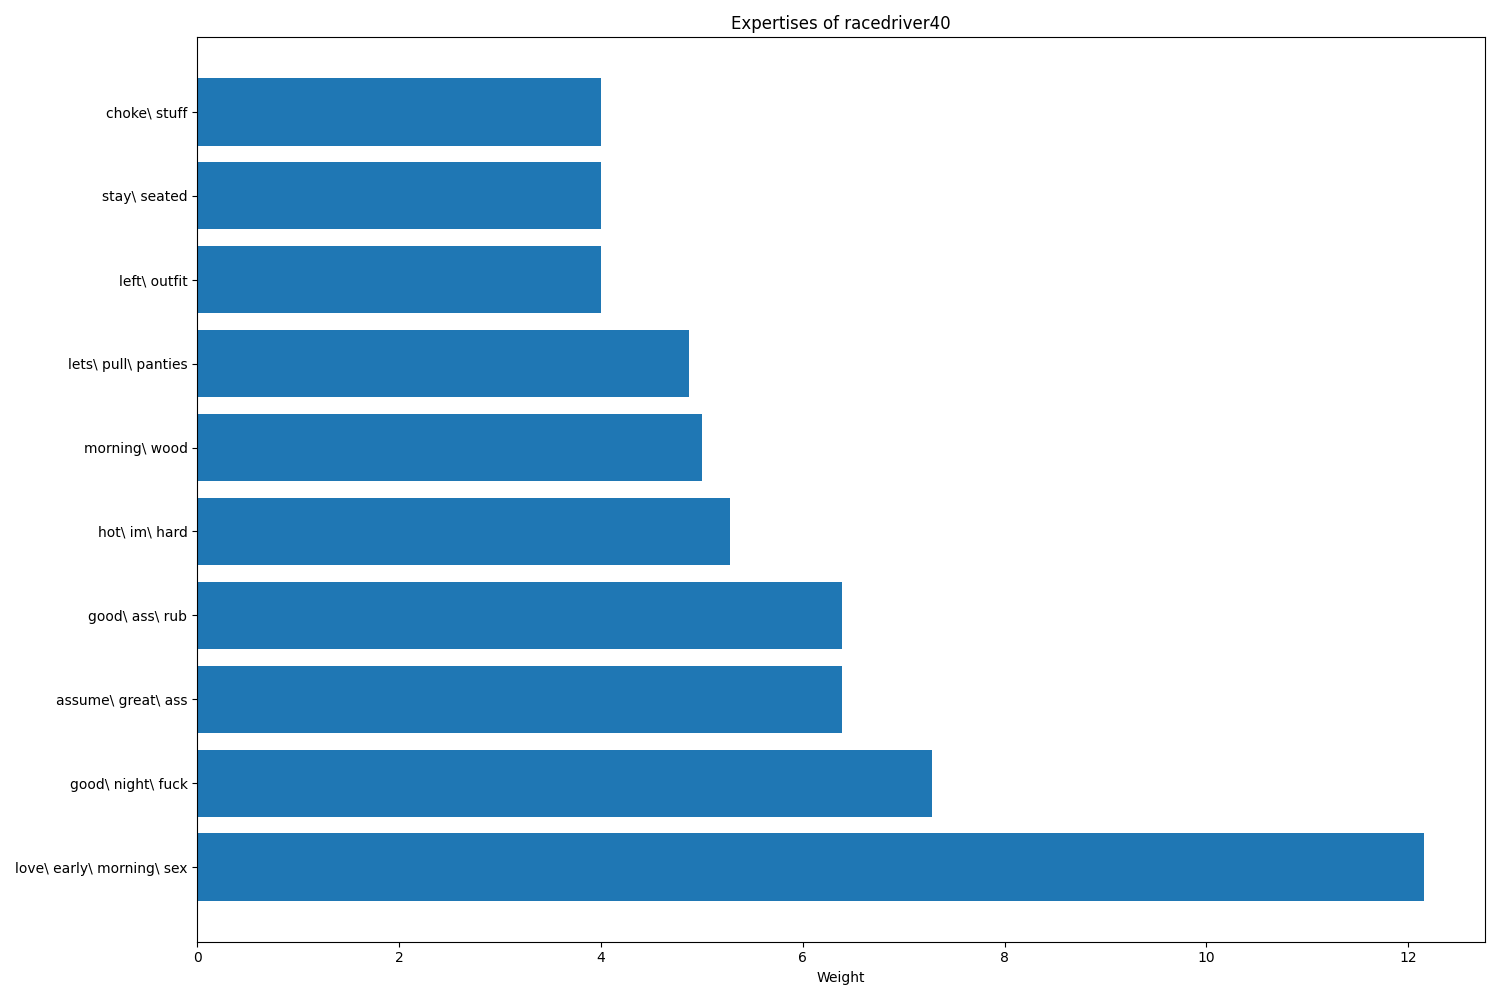 Expertises of racedriver40
choke\ stuff
stay\ seated
left\ outfit
lets\ pull\ panties
morning\ wood
hot\ im\ hard
good\ ass\ rub
assume\ great\ ass
good\ night\ fuck
love\ early\ morning\ sex
0 2 4 6 8 10 12
Weight